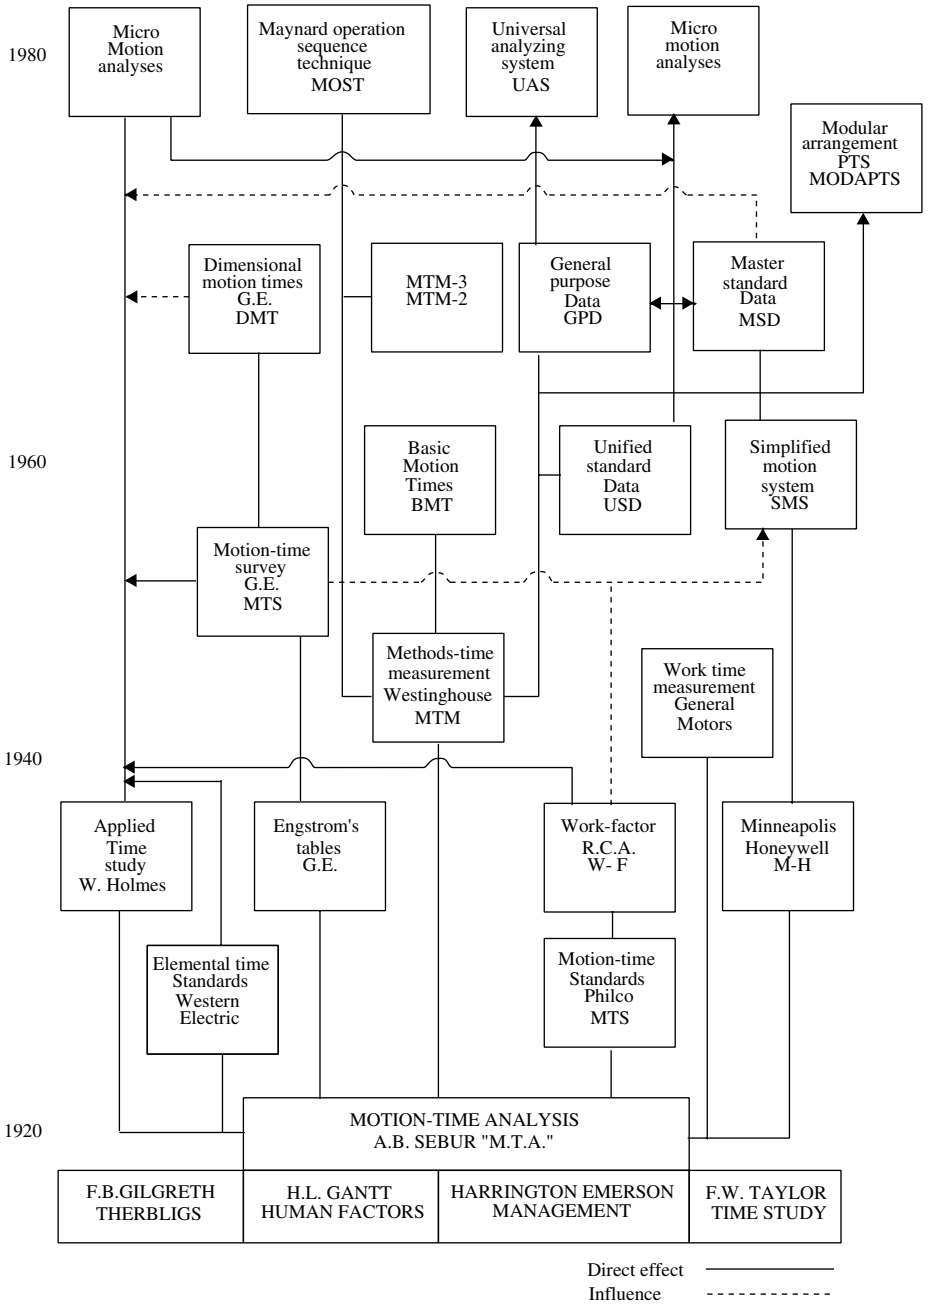 1980
Micro
Motion
analyses
Maynard operation
sequence
technique
MOST
Universal
analyzing
system
UAS
Micro
motion
analyses
Modular
arrangement
PTS
MODAPTS
Dimensional
motion times
G.E.
DMT
MTM-3
MTM-2
General
purpose
Data
GPD
Master
standard
Data
MSD
1960
Basic
Motion
Times
BMT
Unified
standard
Data
USD
Simplified
motion
system
SMS
Motion-time
survey
G.E.
MTS
Methods-time
measurement
Westinghouse
MTM
Work time
measurement
General
Motors
1940
Applied
Time
study
W. Holmes
Engstrom's
tables
G.E.
Work-factor
R.C.A.
W- F
Minneapolis
Honeywell
M-H
Elemental time
Standards
Western
Electric
Motion-time
Standards
Philco
MTS
1920
MOTION-TIME ANALYSIS
A.B. SEBUR "M.T.A."
F.B.GILGRETH
THERBLIGS
H.L. GANTT
HUMAN FACTORS
HARRINGTON EMERSON
MANAGEMENT
F.W. TAYLOR
TIME STUDY
Direct effect
Influence